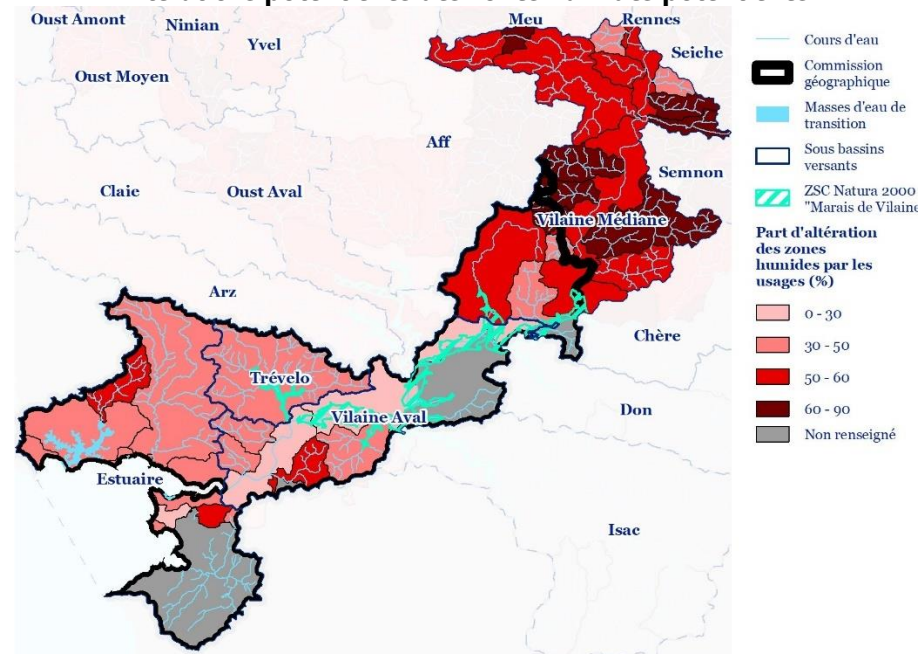 Oust Amont
Ninian
Yvel
Meu
Rennes
Seiche
Oust Moyen
Aff
Semnon
Claie
Oust Aval
Vilaine Médiane
Arz
Chère
Trévelo
Don
Vilaine Aval
Estuaire
Isac
Cours d'eau
Commission
géographique
Masses d'eau de
transition
Sous bassins
versants
ZSC Natura 2000
"Marais de Vilaine
Part d'altération
des zones
humides par les
usages (%)
0 - 30
30 - 50
50 - 60
60 - 90
Non renseigné